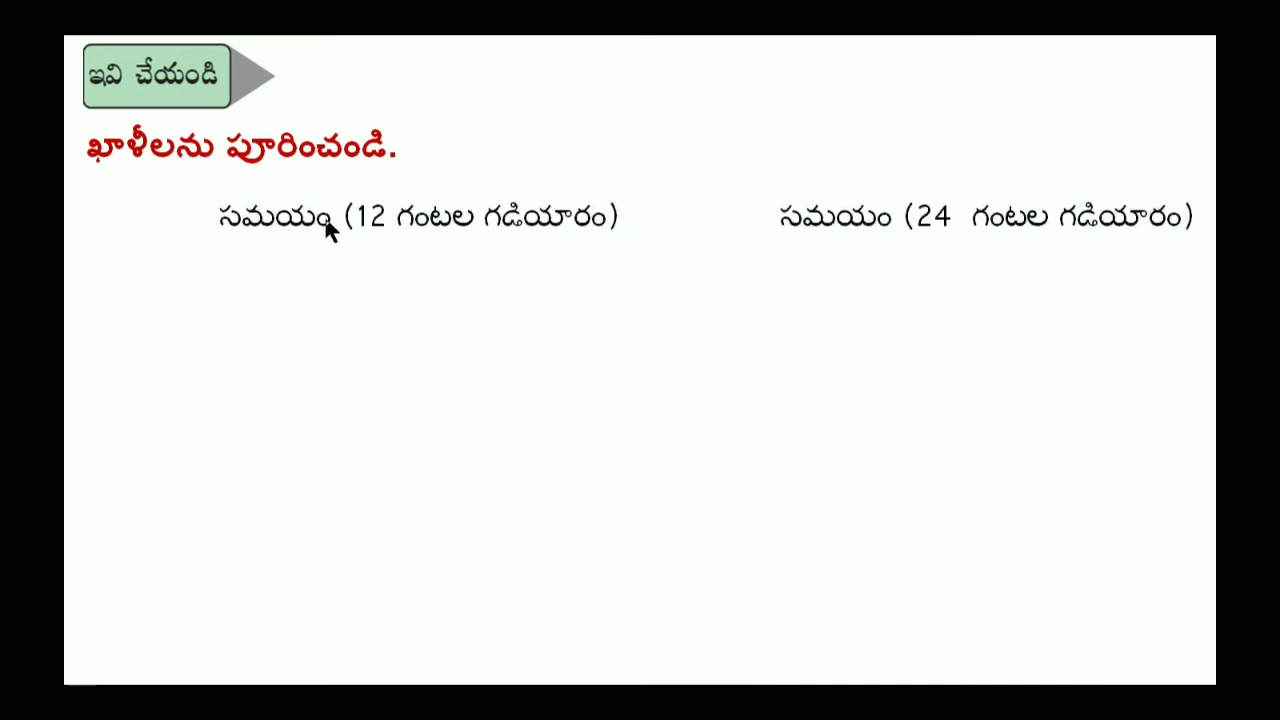 ఇవి చేయండి
ఖాళీలను పూరించండి.
సమయం (12 గంటల గడియారం) సమయం (24 గంటల గడియారం)